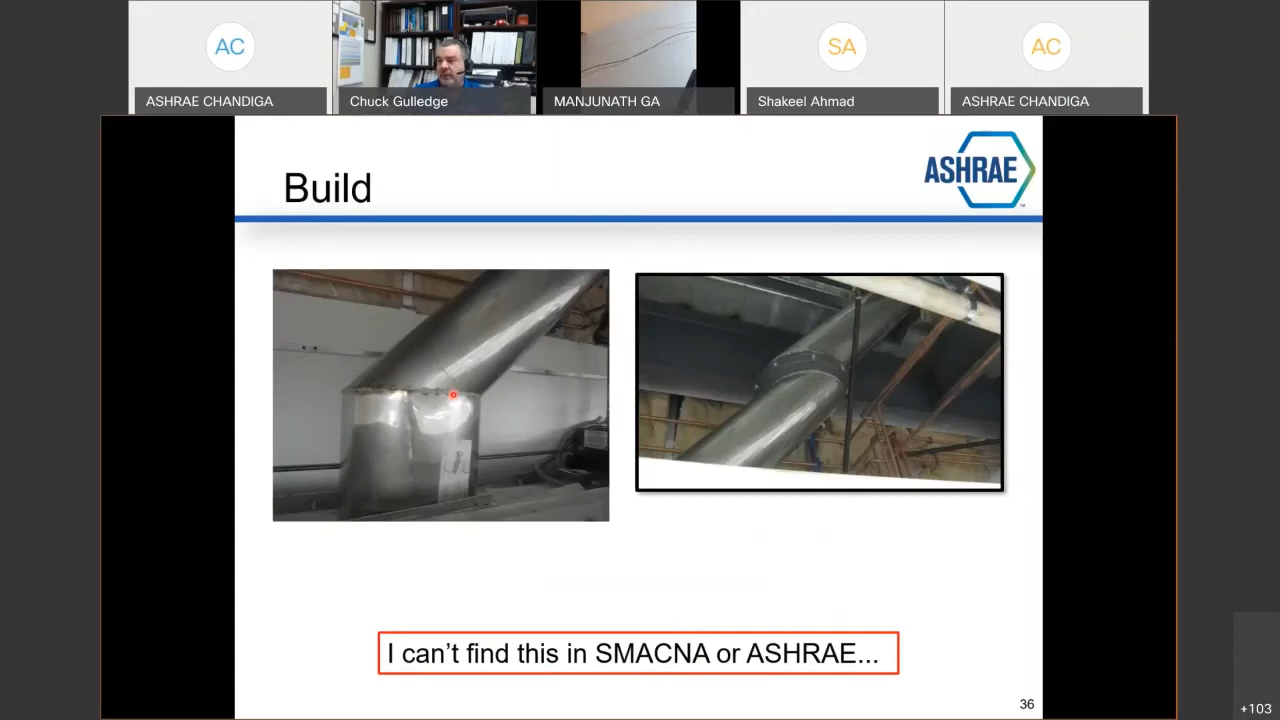 AC
SA
AC
ASHRAE CHANDIGA
Chuck Gulledge
MANJUNATH GA
Shakeel Ahmad
ASHRAE CHANDIGA
Build
ASHRAE
TM
I can't find this in SMACNA or ASHRAE...
36
+103